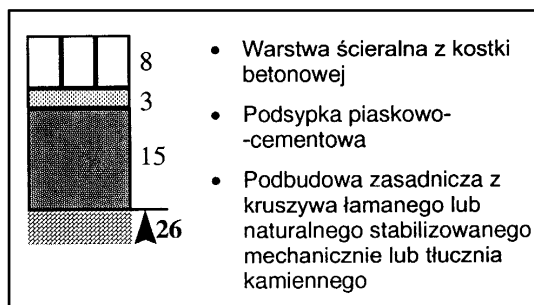 8
3
15
26
• Warstwa ścieralna z kostki
betonowej
• Podsypka piaskowo-
-cementowa
• Podbudowa zasadnicza z
kruszywa łamanego lub
naturalnego stabilizowanego
mechanicznie lub tłucznia
kamiennego